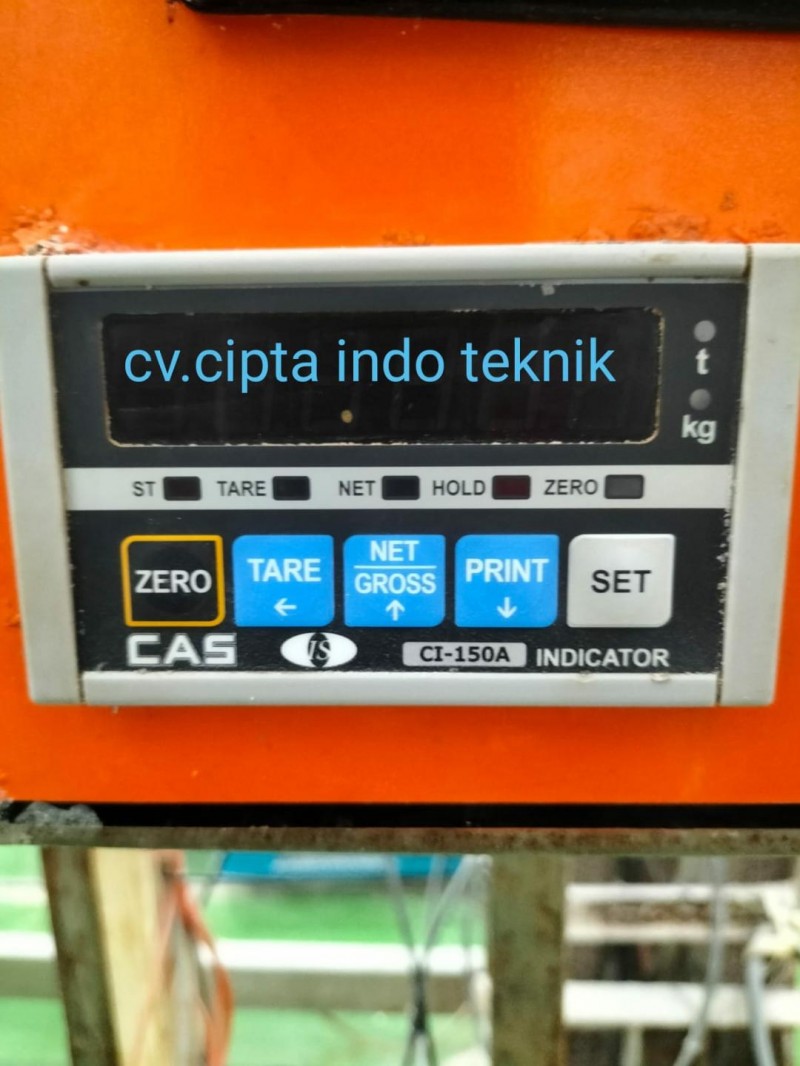 cv.cipta indo teknik
t
kg
ST TARE NET HOLD ZERO
ZERO TARE ← NET GROSS ↑ PRINT ↓ SET
CAS JS CI-150A INDICATOR